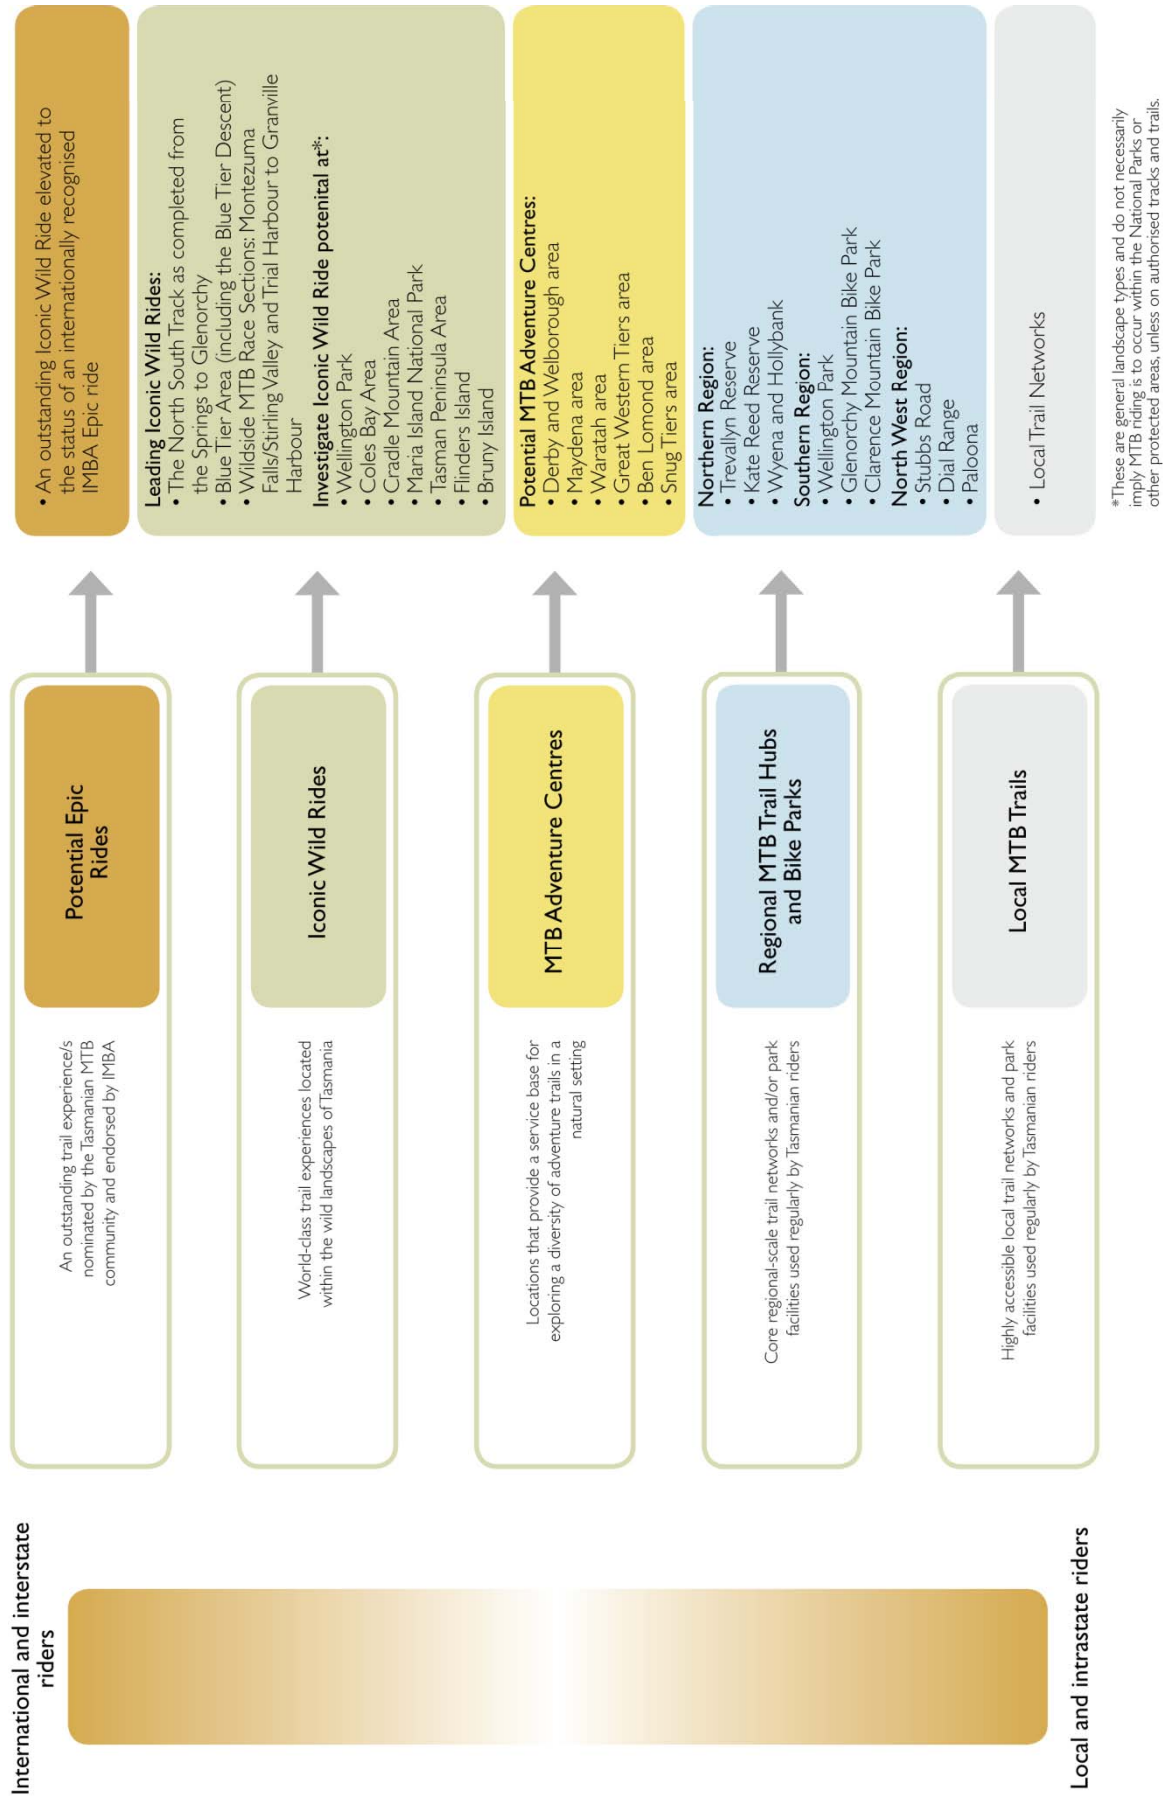 International and interstate
riders
Local and intrastate riders
An outstanding trail experience/s
nominated by the Tasmanian MTB
community and endorsed by IMBA
Potential Epic
Rides
• An outstanding Iconic Wild Ride elevated to
the status of an internationally recognised
IMBA Epic ride
World-class trail experiences located
within the wild landscapes of Tasmania
Iconic Wild Rides
Leading Iconic Wild Rides:
• The North South Track as completed from
the Springs to Glenorchy
• Blue Tier Area (including the Blue Tier Descent)
• Wildside MTB Race Sections: Montezuma
Falls/Stirling Valley and Trial Harbour to Granville
Harbour
Investigate Iconic Wild Ride potenital at*:
• Wellington Park
• Coles Bay Area
• Cradle Mountain Area
• Maria Island National Park
• Tasman Peninsula Area
• Flinders Island
• Bruny Island
Locations that provide a service base for
exploring a diversity of adventure trails in a
natural setting
MTB Adventure Centres
Potential MTB Adventure Centres:
• Derby and Welborough area
• Maydena area
• Waratah area
• Great Western Tiers area
• Ben Lomond area
• Snug Tiers area
Core regional-scale trail networks and/or park
facilities used regularly by Tasmanian riders
Regional MTB Trail Hubs
and Bike Parks
Northern Region:
• Trevallyn Reserve
• Kate Reed Reserve
• Wyena and Hollybank
Southern Region:
• Wellington Park
• Glenorchy Mountain Bike Park
• Clarence Mountain Bike Park
North West Region:
• Stubbs Road
• Dial Range
• Paloona
Highly accessible local trail networks and park
facilities used regularly by Tasmanian riders
Local MTB Trails
• Local Trail Networks
*These are general landscape types and do not necessarily
imply MTB riding is to occur within the National Parks or
other protected areas, unless on authorised tracks and trails.